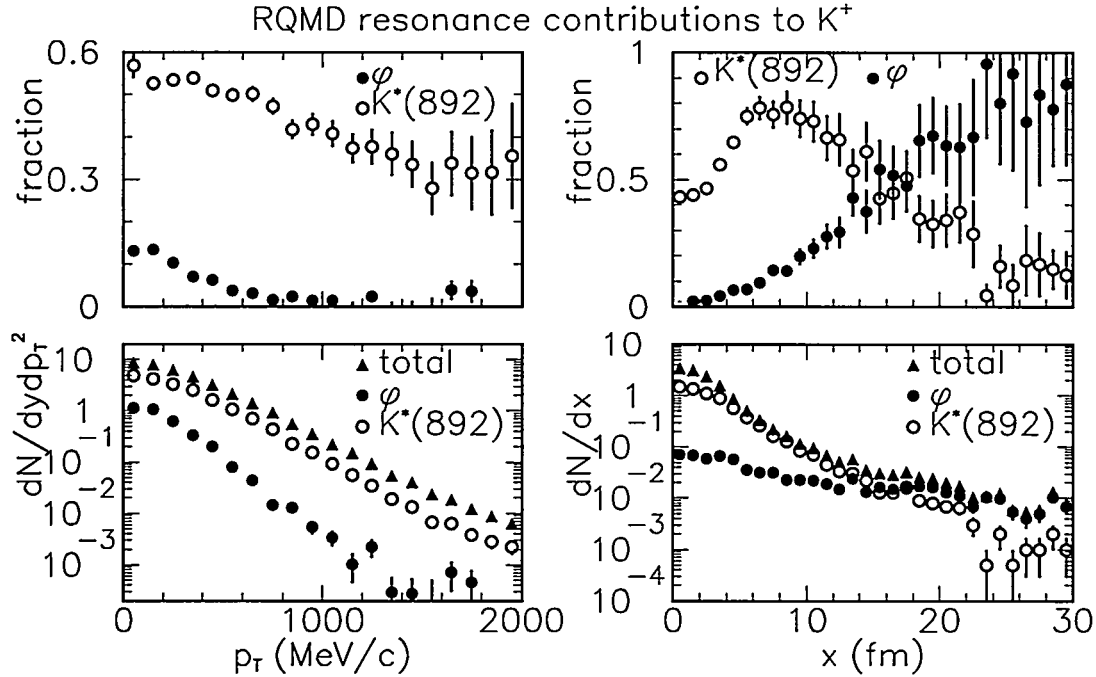 RQMD resonance contributions to K⁺
0.6
0.3
0
fraction
φ
K*(892)
1
0.5
0
fraction
K*(892)
φ
10
1
10⁻¹
10⁻²
10⁻³
dN/dydp_T²
total
φ
K*(892)
0
1000
2000
p_T (MeV/c)
10
1
10⁻¹
10⁻²
10⁻³
10⁻⁴
dN/dx
total
φ
K*(892)
0
10
20
30
x (fm)